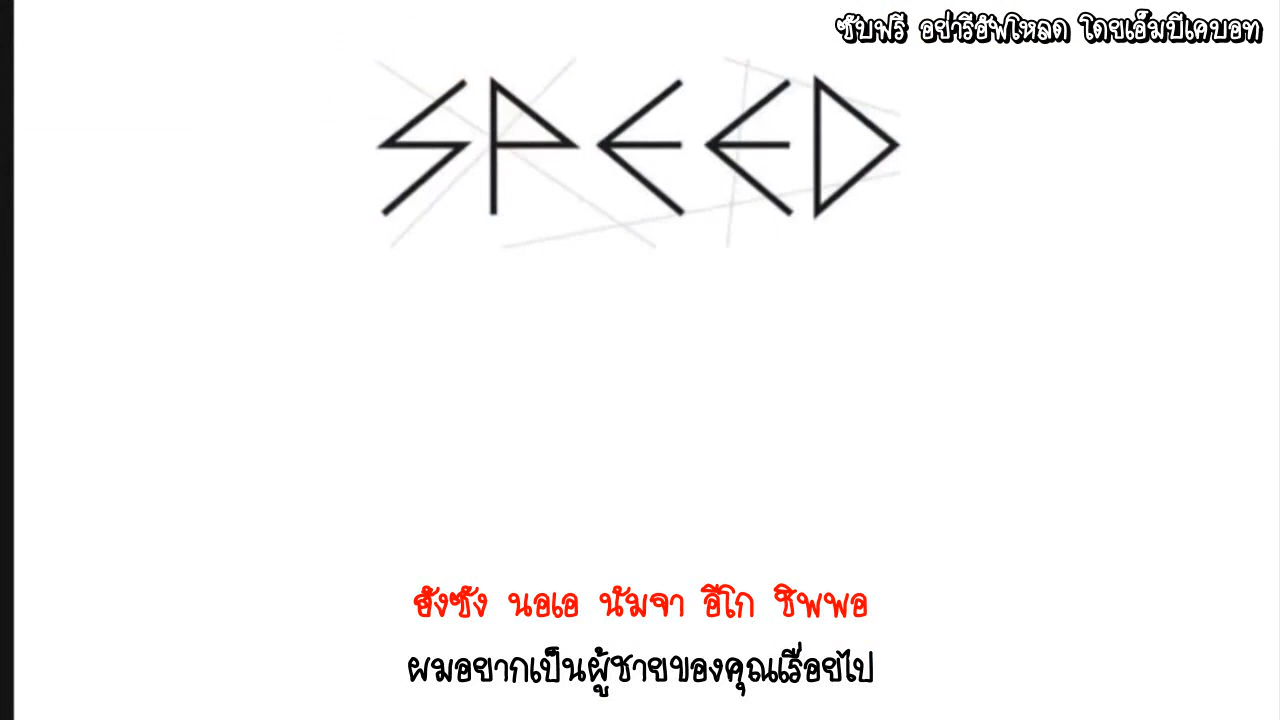 ซับฟรี อย่ารีอัพโหลด โดยเอ็มบีเคบอท
SPEED
ฮังซัง นอเอ นัมจา อีโก ชิพพอ
ผมอยากเป็นผู้ชายของคุณเรื่อยไป